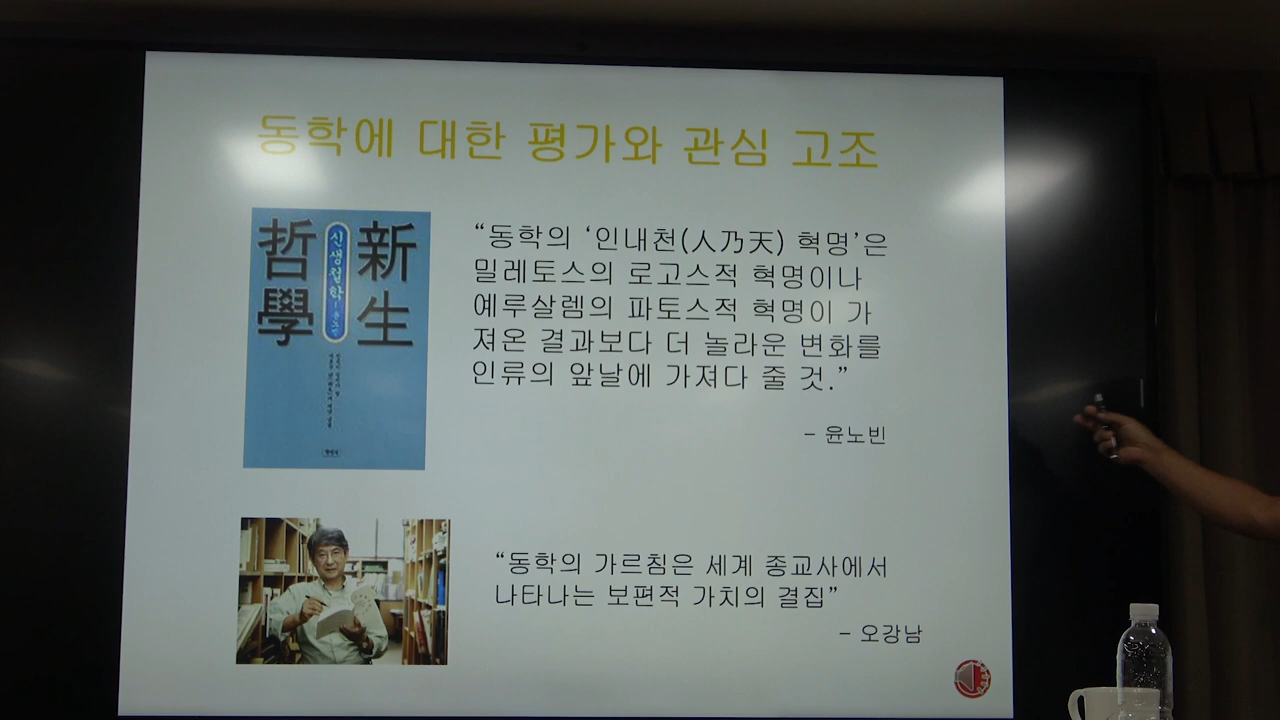 동학에 대한 평가와 관심 고조
新生
哲學
신생철학
“동학의 ‘인내천(人乃天) 혁명’은
밀레토스의 로고스적 혁명이나
예루살렘의 파토스적 혁명이 가
져온 결과보다 더 놀라운 변화를
인류의 앞날에 가져다 줄 것.”
– 윤노빈
“동학의 가르침은 세계 종교사에서
나타나는 보편적 가치의 결집”
– 오강남